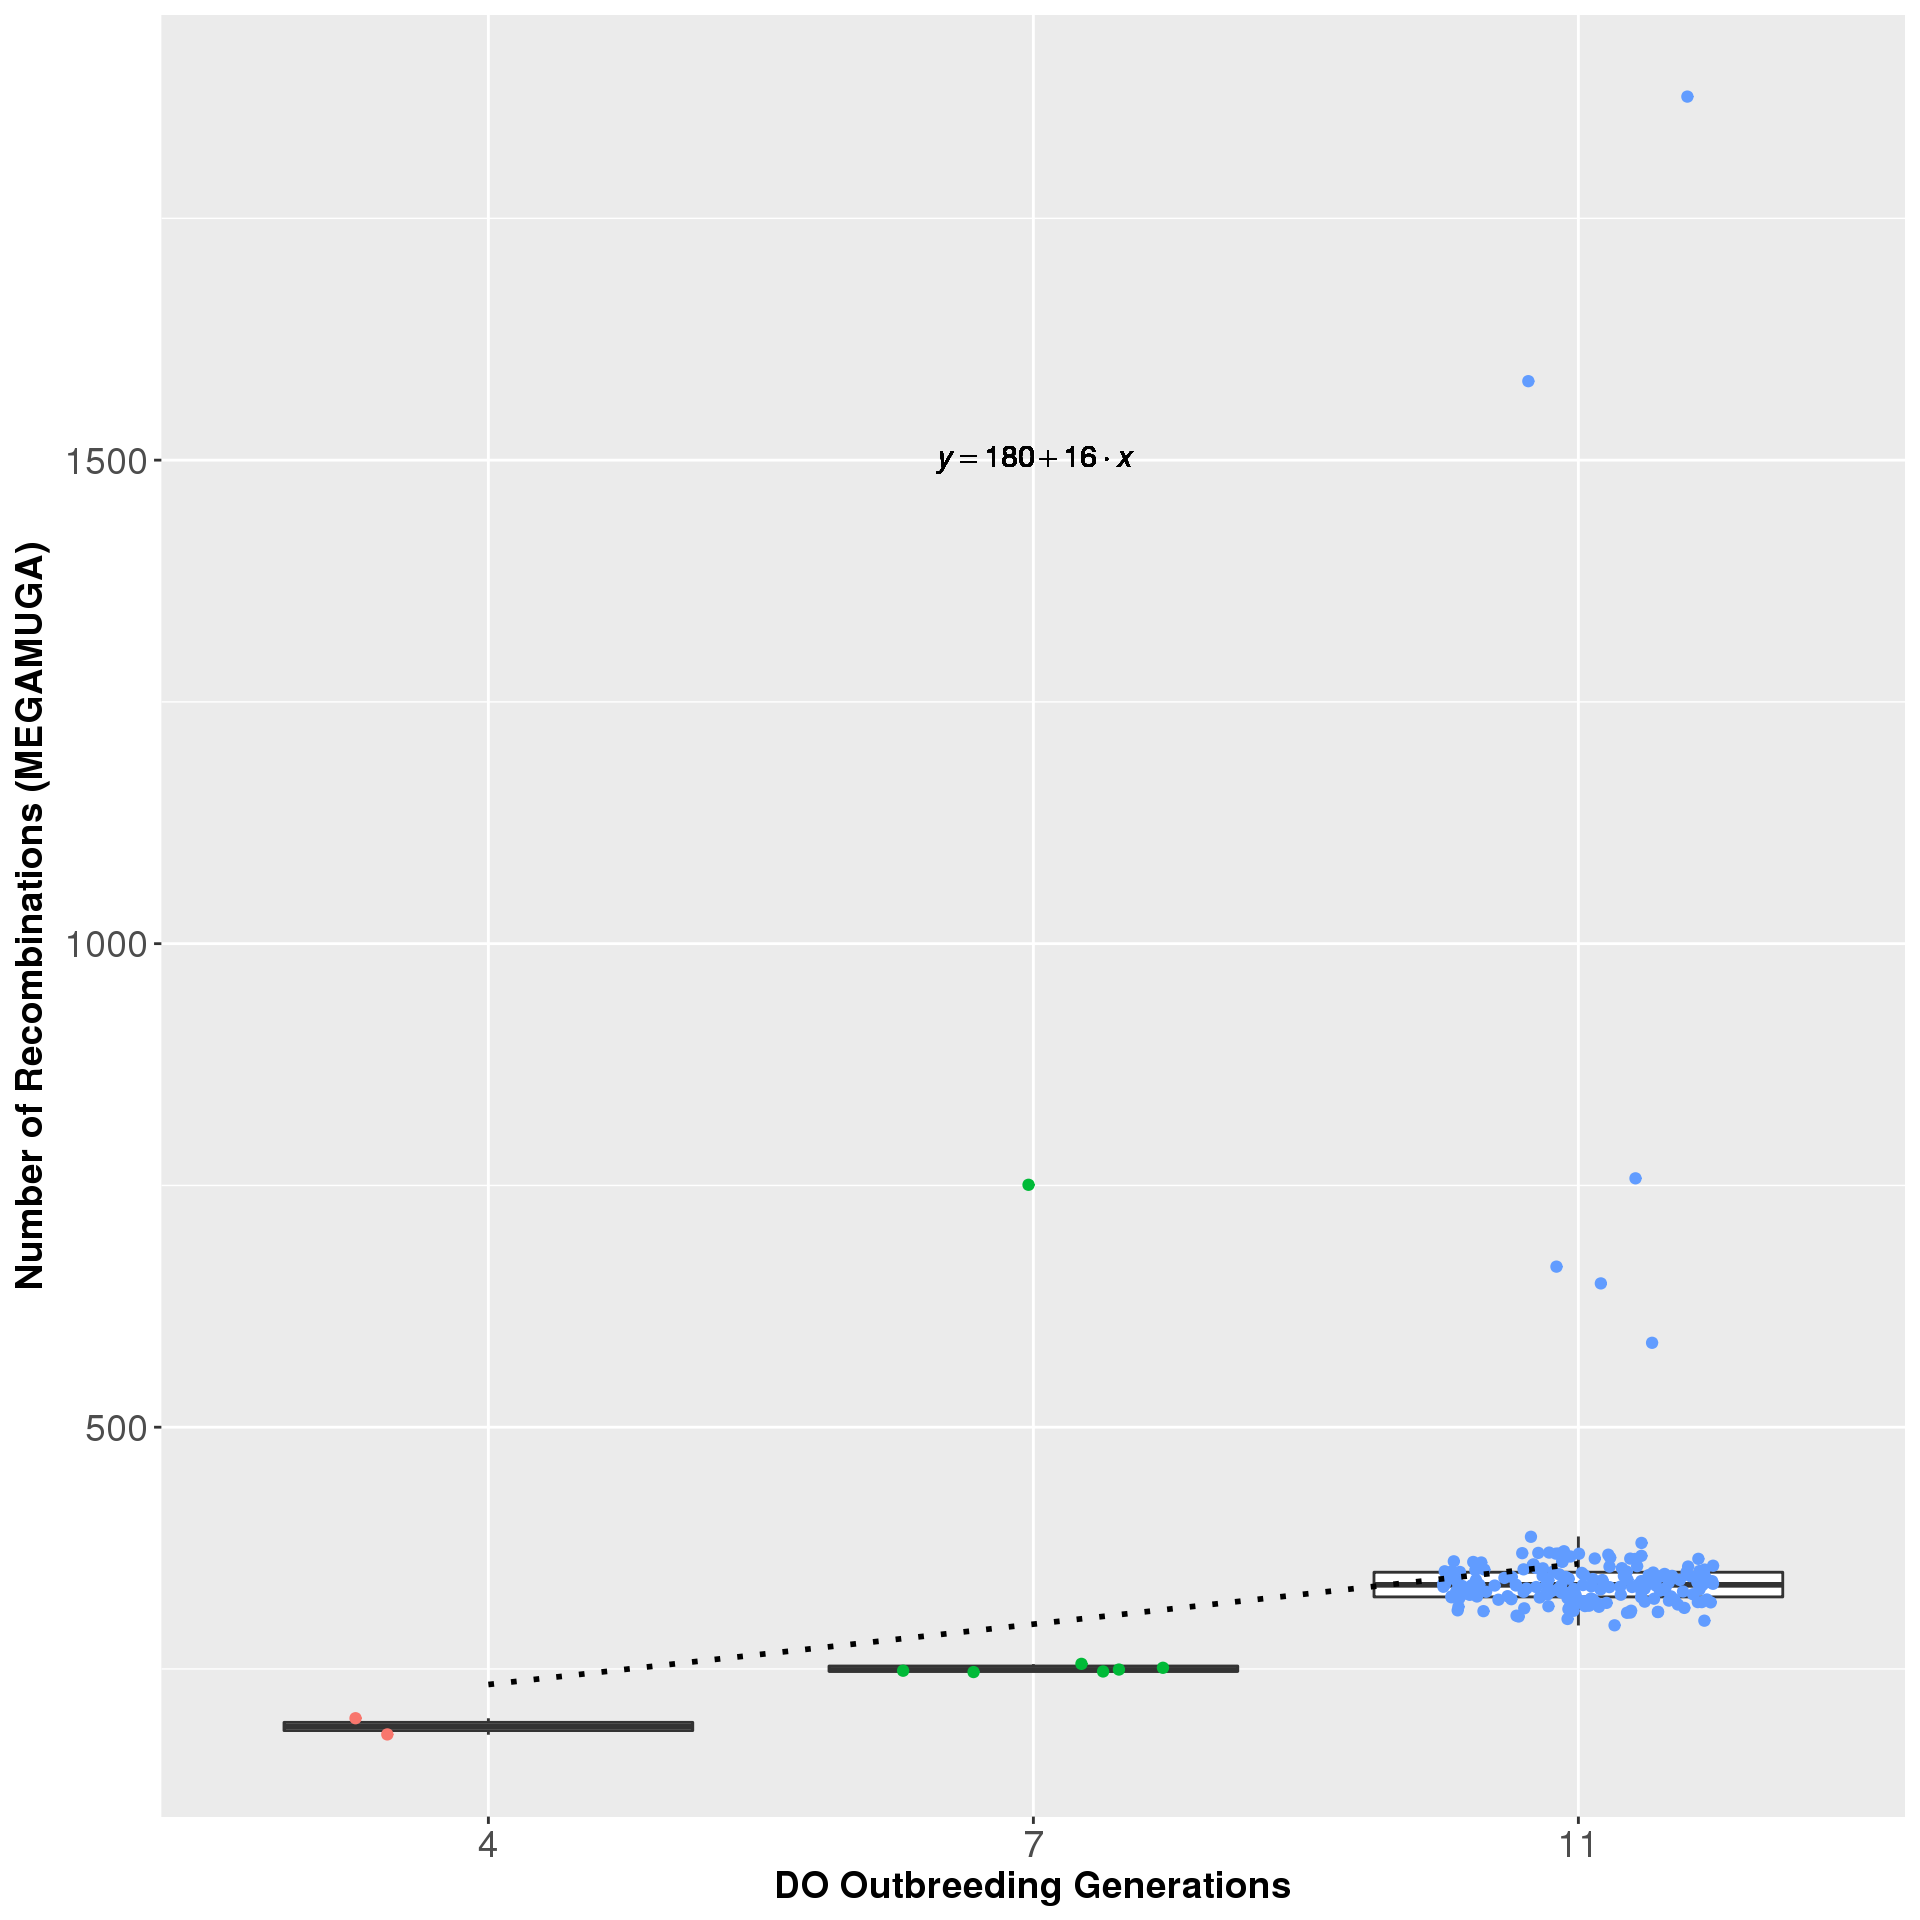 y = 180 + 16 · x
1500
1000
500
Number of Recombinations (MEGAMUGA)
4 7 11
DO Outbreeding Generations